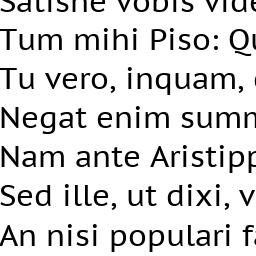 Satisne vobis vide
Tum mihi Piso: Qu
Tu vero, inquam,
Negat enim summ
Nam ante Aristipp
Sed ille, ut dixi, v
An nisi populari fa